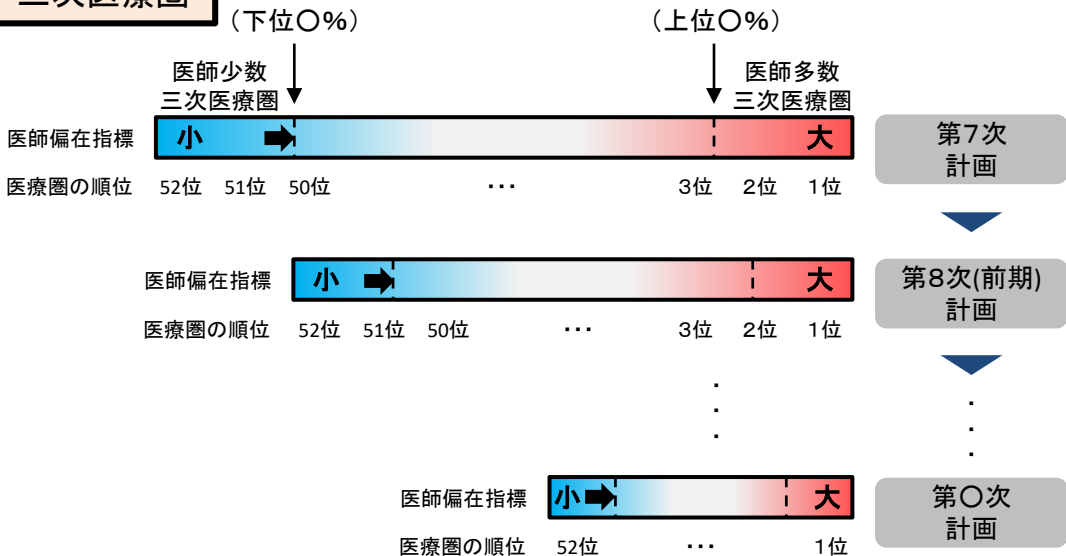 三次医療圏
（下位〇％）
（上位〇％）
医師少数
三次医療圏
医師多数
三次医療圏
医師偏在指標
小
大
第７次
計画
医療圏の順位 52位 51位 50位 ･･･ ３位 ２位 １位
医師偏在指標
小
大
第８次(前期)
計画
医療圏の順位 52位 51位 50位 ･･･ ３位 ２位 １位
・
・
・
・
・
・
医師偏在指標
小
大
第〇次
計画
医療圏の順位 52位 ･･･ １位